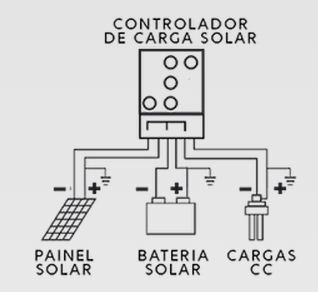 CONTROLADOR
DE CARGA SOLAR
- + - + - +
PAINEL
SOLAR
BATERIA
SOLAR
CARGAS
CC